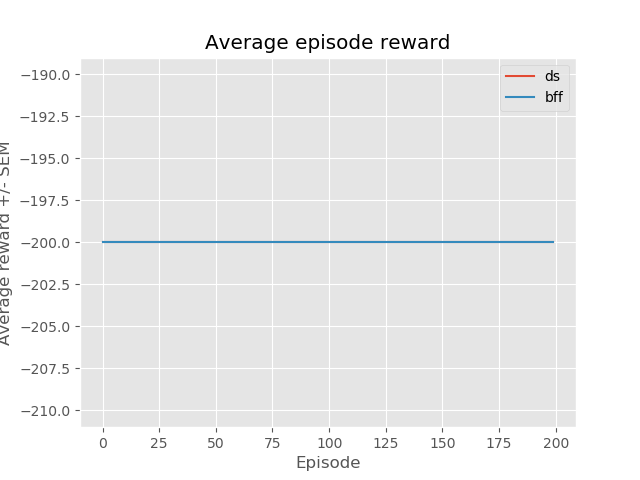 Average episode reward
ds
bff
−190.0
−192.5
−195.0
−197.5
−200.0
−202.5
−205.0
−207.5
−210.0
Average reward +/- SEM
0 25 50 75 100 125 150 175 200
Episode